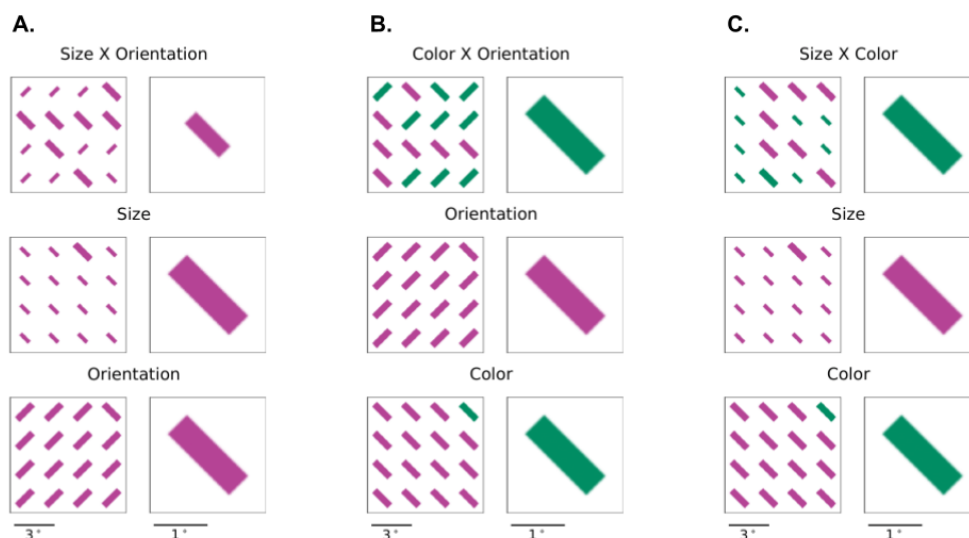 A.
Size X Orientation
Size
Orientation
3°
1°
B.
Color X Orientation
Orientation
Color
3°
1°
C.
Size X Color
Size
Color
3°
1°